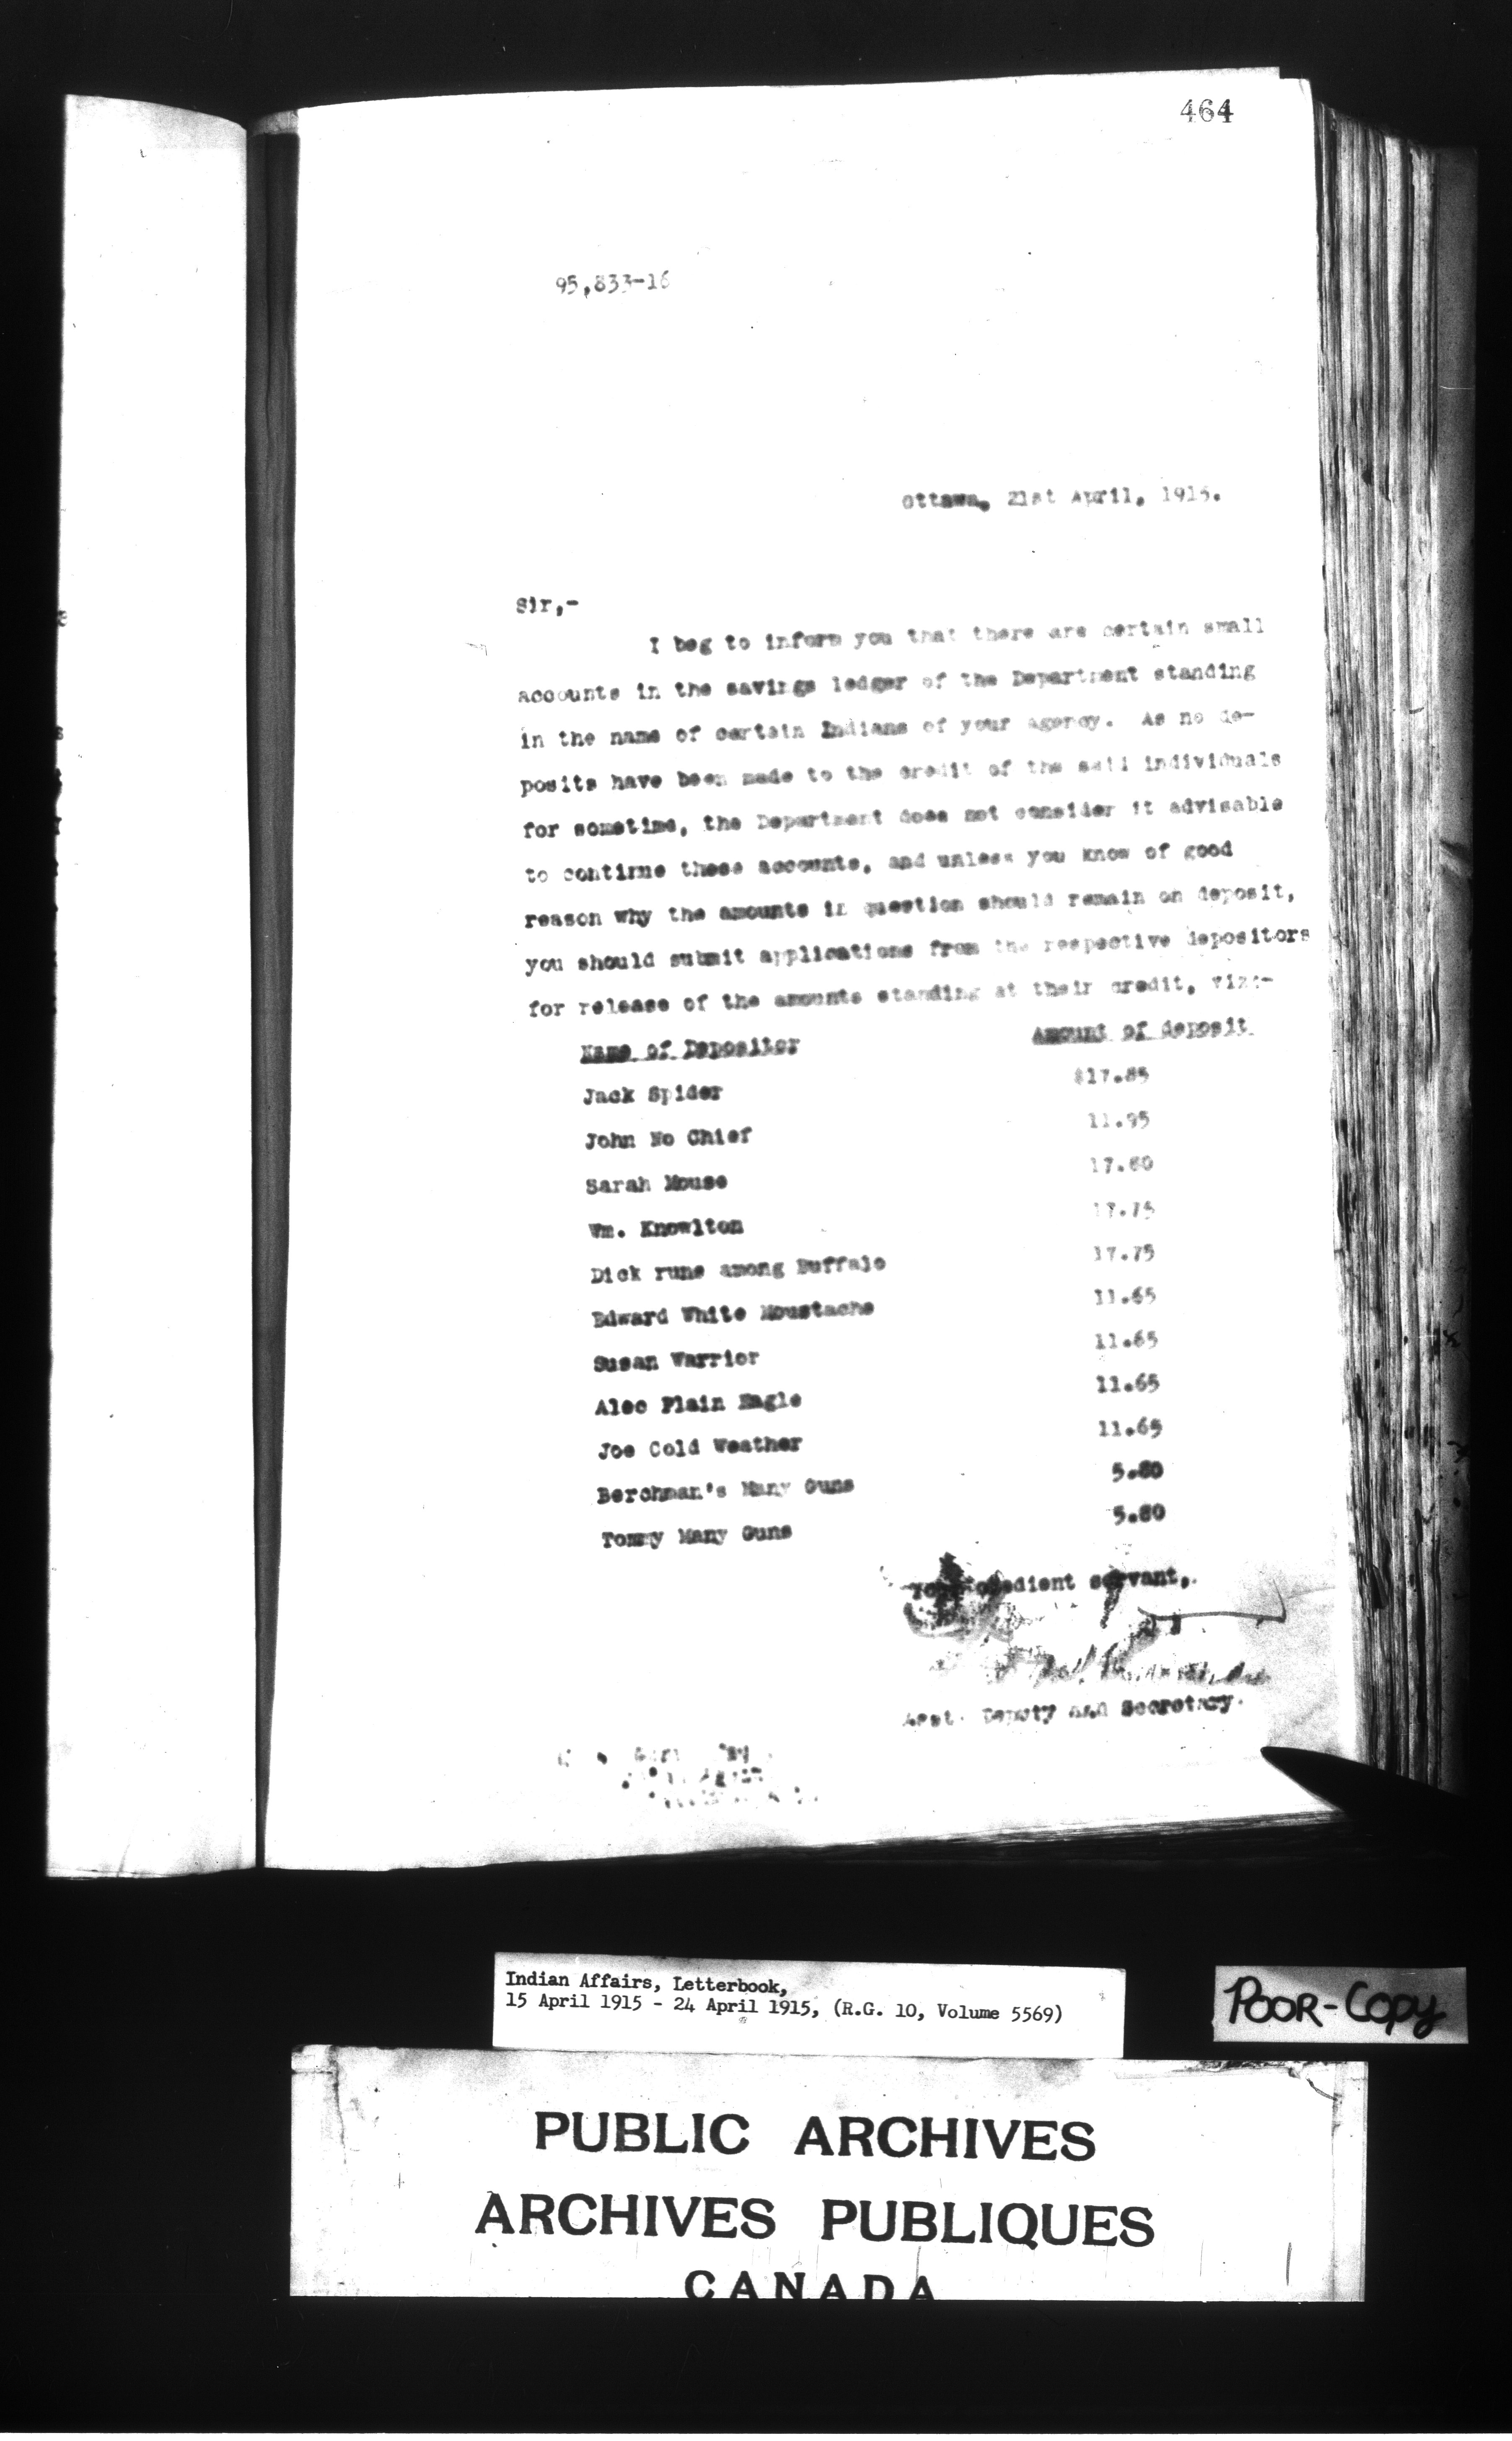 464
95,833-16
Ottawa, 21st April, 1915.
Sir,-
I beg to inform you that there are certain small
accounts in the savings ledger of the Department standing
in the name of certain Indians of your agency. As no de-
posits have been made to the credit of the said individuals
for sometime, the Department does not consider it advisable
to continue these accounts, and unless you know of good
reason why the amounts in question should remain on deposit,
you should submit applications from the respective depositors
for release of the amounts standing at their credit, viz:-
Name of Depositor Amount of deposit
Jack Spider $17.85
John No Chief 11.95
Sarah Mouse 17.80
Wm. Knowlton 17.75
Dick runs among Buffalo 17.75
Edward White Moustache 11.65
Susan Warrior 11.65
Alec Plain Eagle 11.65
Joe Cold Weather 11.65
Berchman's Many Guns 5.80
Tommy Many Guns 5.80
Your obedient servant,
Asst. Deputy and Secretary.
Indian Affairs, Letterbook,
15 April 1915 - 24 April 1915, (R.G. 10, Volume 5569)
POOR-Copy
PUBLIC ARCHIVES
ARCHIVES PUBLIQUES
CANADA